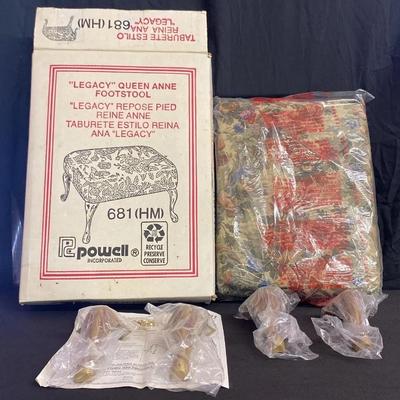 TABURETE ESTILO
REINA ANA
"LEGACY"
681(HM)
"LEGACY" QUEEN ANNE
FOOTSTOOL
"LEGACY" REPOSE PIED
REINE ANNE
TABURETE ESTILO REINA
ANA "LEGACY"
681(HM)
powell®
INCORPORATED
RECYCLE
PRESERVE
CONSERVE